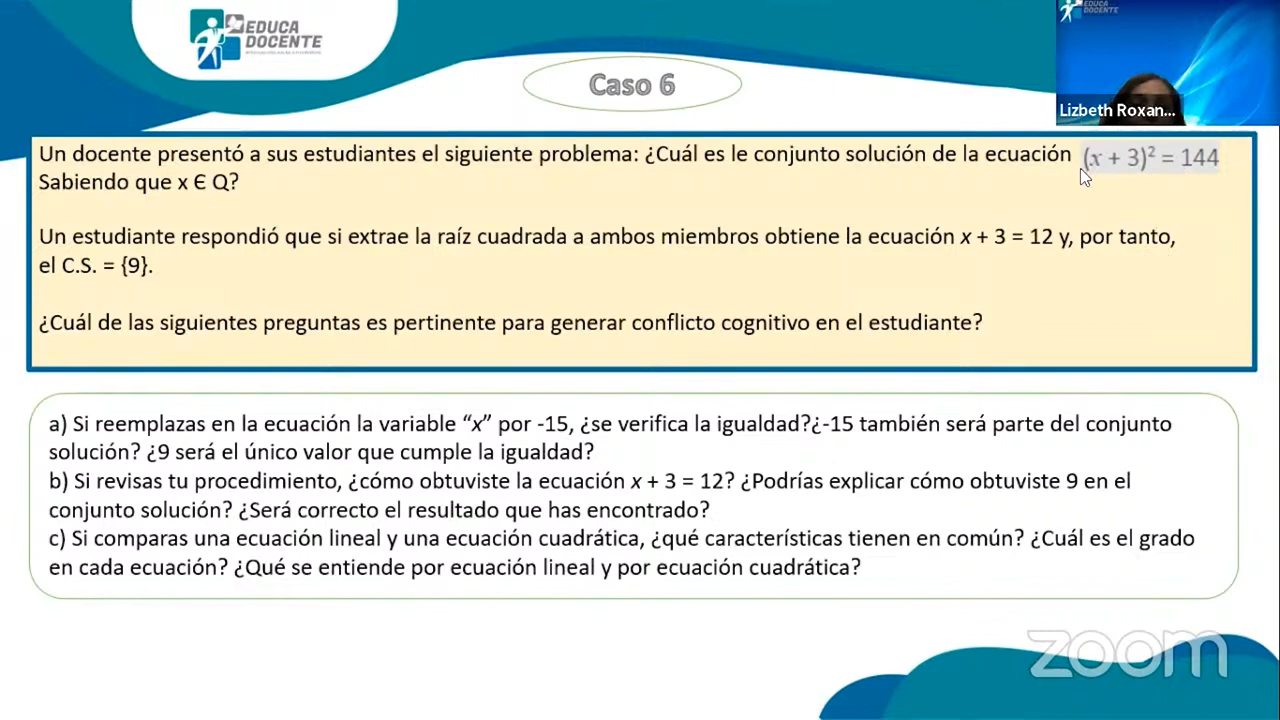 EDUCA
DOCENTE
EDUCA
DOCENTE
Caso 6
Lizbeth Roxan...
Un docente presentó a sus estudiantes el siguiente problema: ¿Cuál es le conjunto solución de la ecuación (x + 3)² = 144
Sabiendo que x Є Q?
Un estudiante respondió que si extrae la raíz cuadrada a ambos miembros obtiene la ecuación x + 3 = 12 y, por tanto,
el C.S. = {9}.
¿Cuál de las siguientes preguntas es pertinente para generar conflicto cognitivo en el estudiante?
a) Si reemplazas en la ecuación la variable “x” por -15, ¿se verifica la igualdad?¿-15 también será parte del conjunto
solución? ¿9 será el único valor que cumple la igualdad?
b) Si revisas tu procedimiento, ¿cómo obtuviste la ecuación x + 3 = 12? ¿Podrías explicar cómo obtuviste 9 en el
conjunto solución? ¿Será correcto el resultado que has encontrado?
c) Si comparas una ecuación lineal y una ecuación cuadrática, ¿qué características tienen en común? ¿Cuál es el grado
en cada ecuación? ¿Qué se entiende por ecuación lineal y por ecuación cuadrática?
zoom